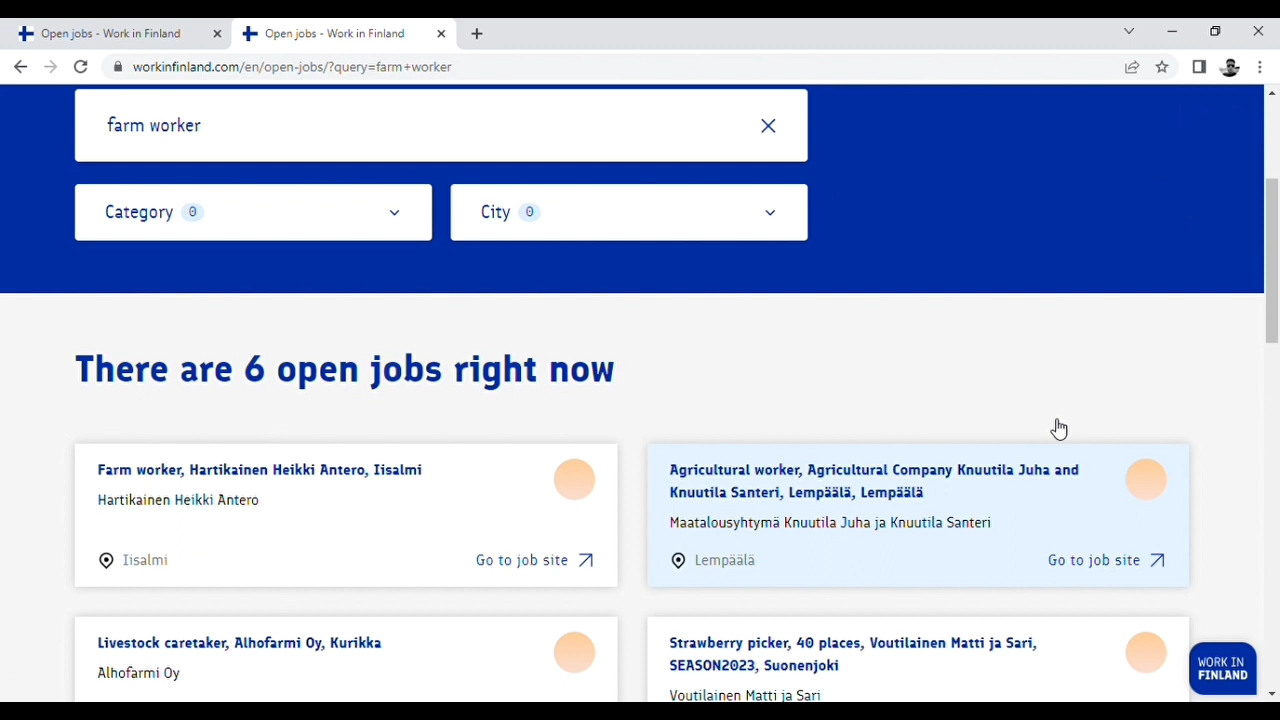 Open jobs - Work in Finland
Open jobs - Work in Finland
workinfinland.com/en/open-jobs/?query=farm+worker
farm worker
Category 0
City 0
There are 6 open jobs right now
Farm worker, Hartikainen Heikki Antero, Iisalmi
Hartikainen Heikki Antero
Iisalmi
Go to job site
Agricultural worker, Agricultural Company Knuutila Juha and
Knuutila Santeri, Lempäälä, Lempäälä
Maatalousyhtymä Knuutila Juha ja Knuutila Santeri
Lempäälä
Go to job site
Livestock caretaker, Alhofarmi Oy, Kurikka
Alhofarmi Oy
Strawberry picker, 40 places, Voutilainen Matti ja Sari,
SEASON2023, Suonenjoki
Voutilainen Matti ja Sari
WORK IN
FINLAND